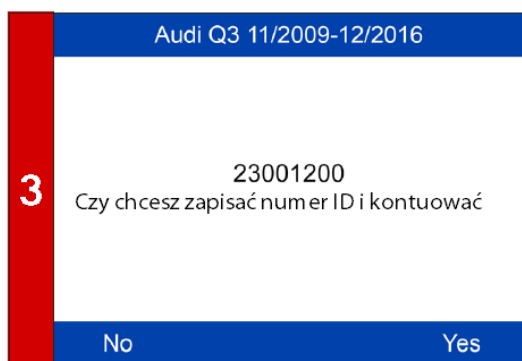 Audi Q3 11/2009-12/2016
3
23001200
Czy chcesz zapisać numer ID i kontuować
No Yes